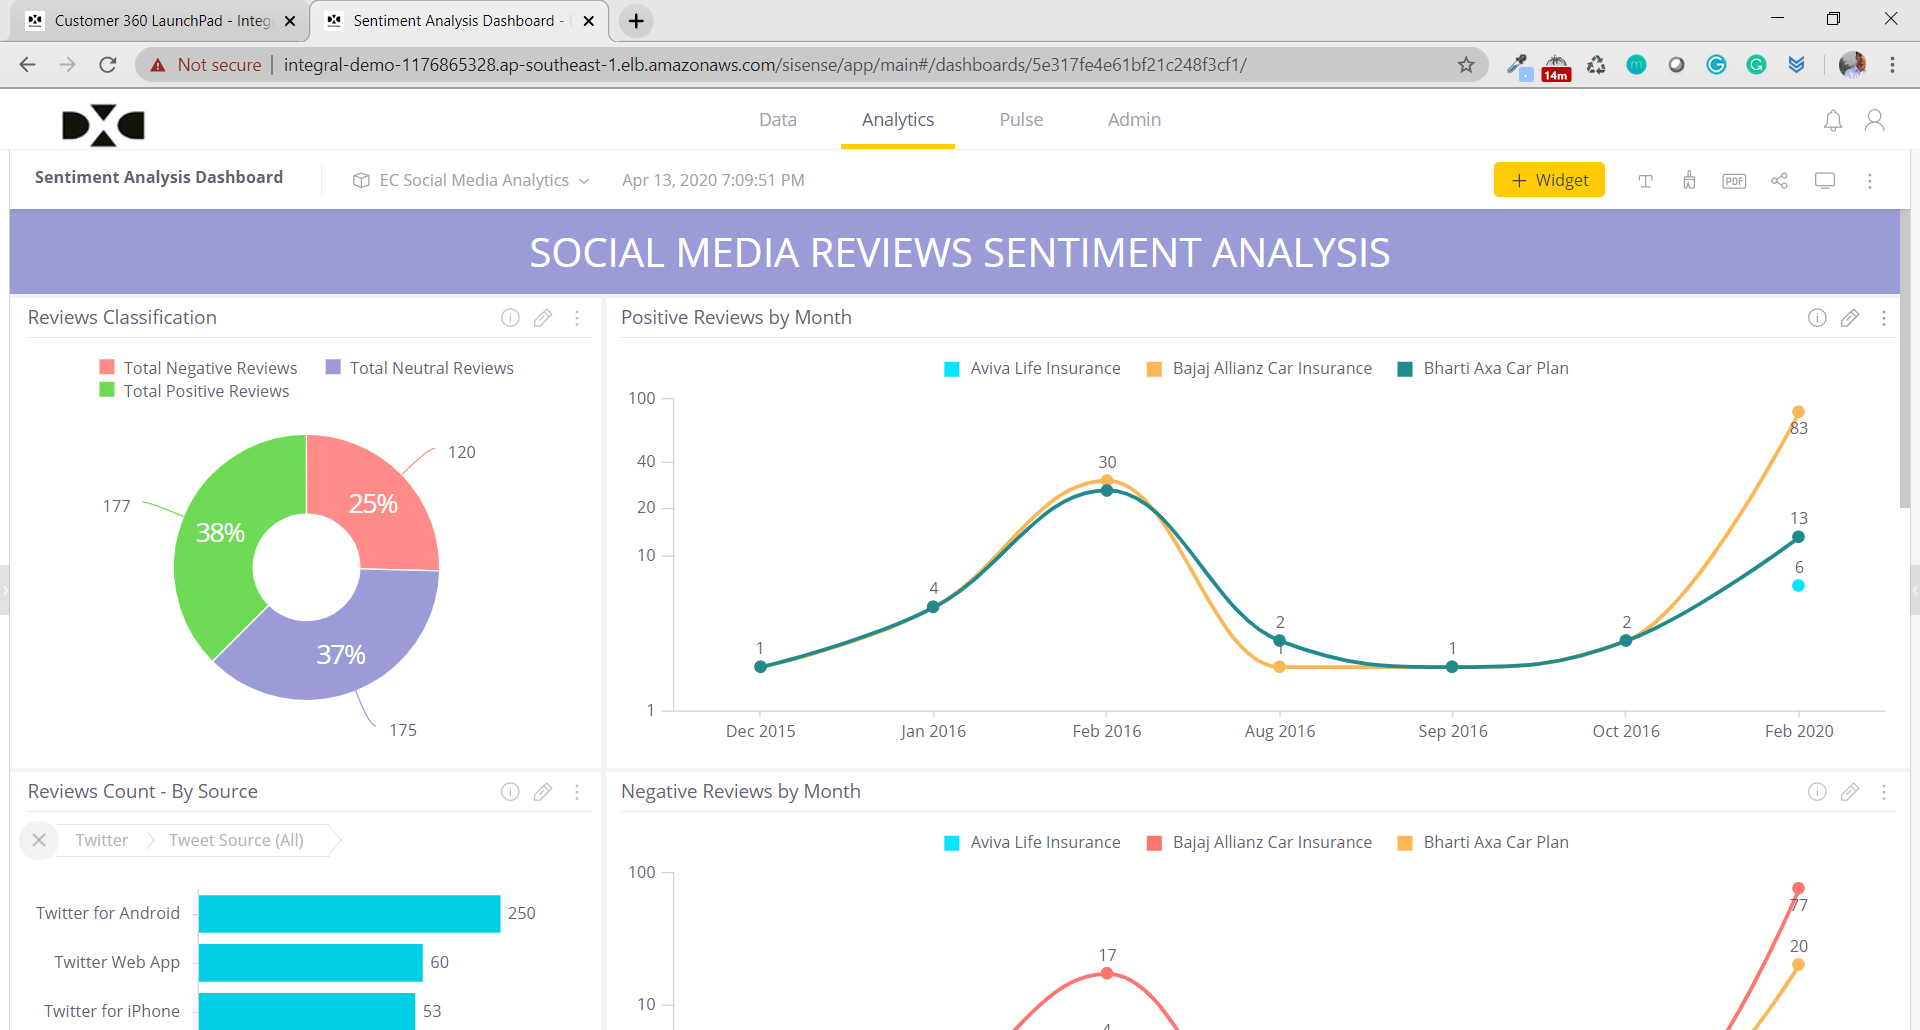 Customer 360 LaunchPad - Integ
Sentiment Analysis Dashboard -
Not secure
integral-demo-1176865328.ap-southeast-1.elb.amazonaws.com/sisense/app/main#/dashboards/5e317fe4e61bf21c248f3cf1/
14m
DXC
Data
Analytics
Pulse
Admin
Sentiment Analysis Dashboard
EC Social Media Analytics
Apr 13, 2020 7:09:51 PM
+ Widget
PDF
SOCIAL MEDIA REVIEWS SENTIMENT ANALYSIS
Reviews Classification
Total Negative Reviews
Total Neutral Reviews
Total Positive Reviews
120
25%
177
38%
37%
175
Positive Reviews by Month
Aviva Life Insurance
Bajaj Allianz Car Insurance
Bharti Axa Car Plan
100
40
20
10
1
1
4
30
2
1
1
2
83
13
6
Dec 2015
Jan 2016
Feb 2016
Aug 2016
Sep 2016
Oct 2016
Feb 2020
Reviews Count - By Source
Twitter
Tweet Source (All)
Twitter for Android
250
Twitter Web App
60
Twitter for iPhone
53
Negative Reviews by Month
Aviva Life Insurance
Bajaj Allianz Car Insurance
Bharti Axa Car Plan
100
10
17
77
20